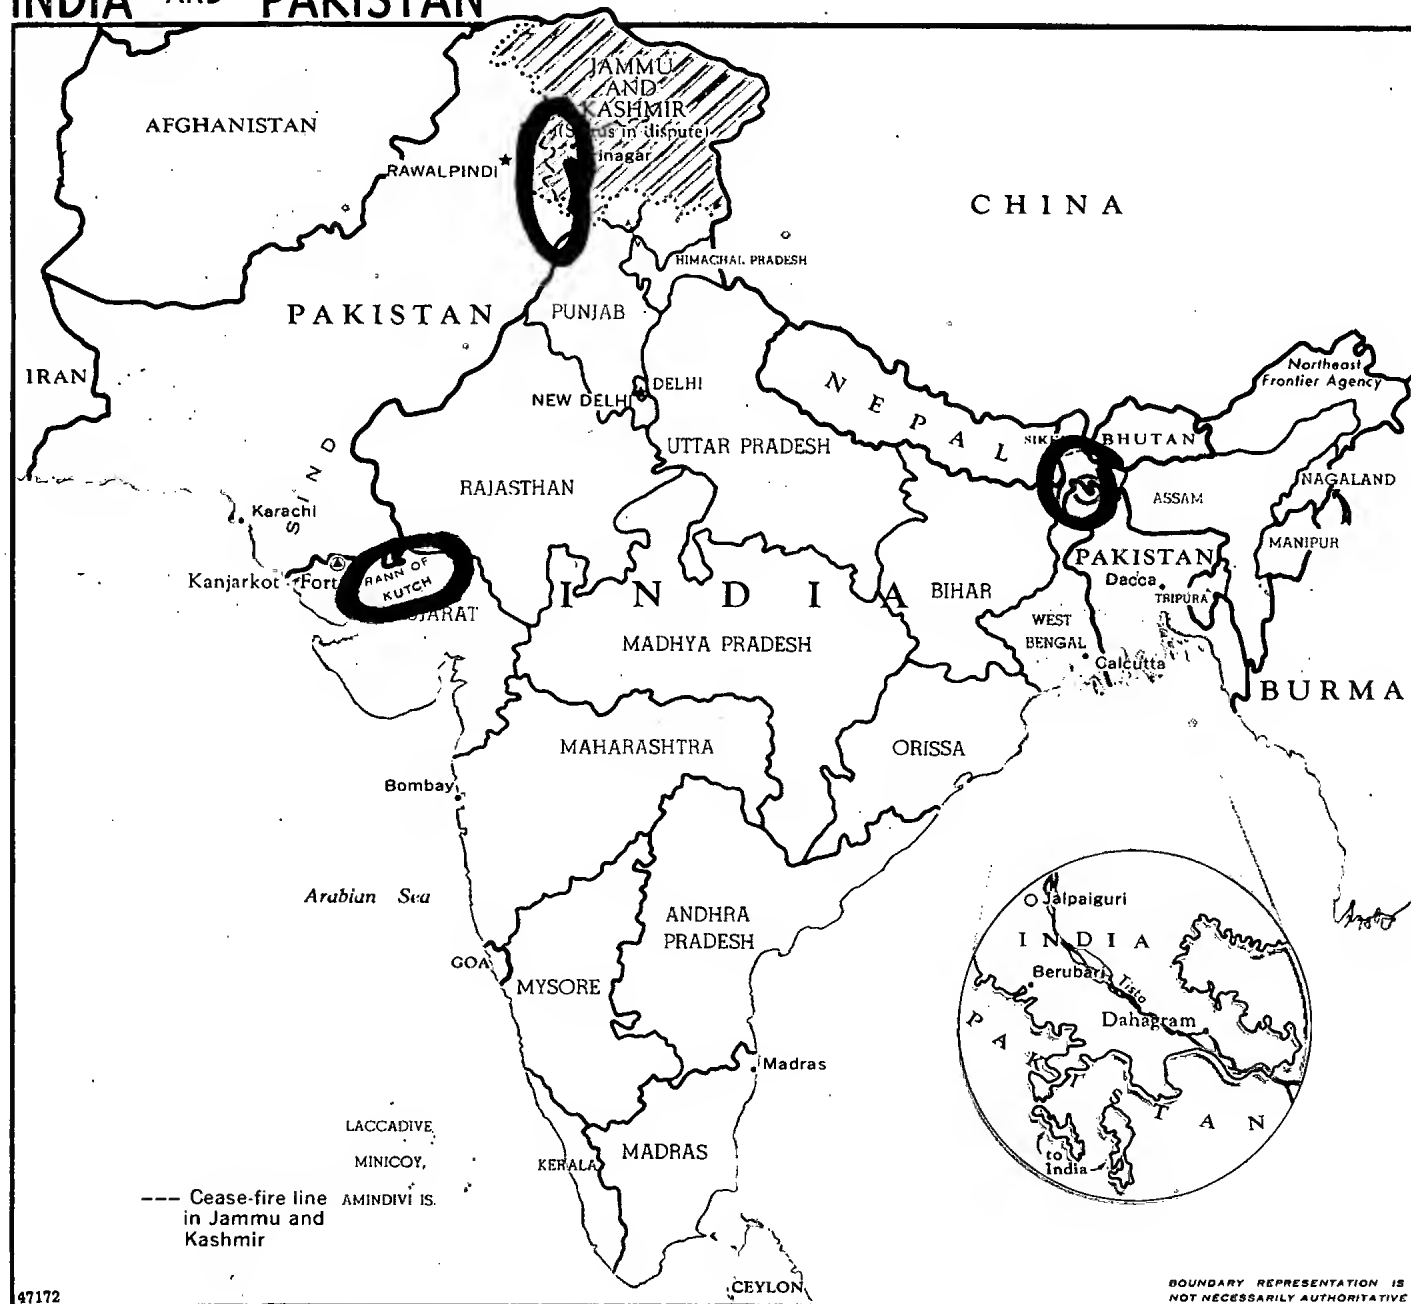 INDIA AND PAKISTAN
JAMMU
AND
KASHMIR
(Status in dispute)
AFGHANISTAN
RAWALPINDI
CHINA
HIMACHAL PRADESH
PAKISTAN
PUNJAB
IRAN
DELHI
NEW DELHI
NEPAL
Northeast
Frontier Agency
BHUTAN
UTTAR PRADESH
SIND
RAJASTHAN
ASSAM
NAGALAND
Karachi
MANIPUR
PAKISTAN
Dacca
TRIPURA
Kanjarkot Fort
RANN OF
KUTCH
INDIA
BIHAR
WEST
BENGAL
MADHYA PRADESH
Calcutta
BURMA
MAHARASHTRA
ORISSA
Bombay
Arabian Sea
ANDHRA
PRADESH
Jalpaiguri
INDIA
Berubari
Tista
Dahagram
PAKISTAN
(to
India)
GOA
MYSORE
Madras
LACCADIVE,
MINICOY,
AMINDIVI IS.
KERALA
MADRAS
--- Cease-fire line
in Jammu and
Kashmir
CEYLON
BOUNDARY REPRESENTATION IS
NOT NECESSARILY AUTHORITATIVE
47172